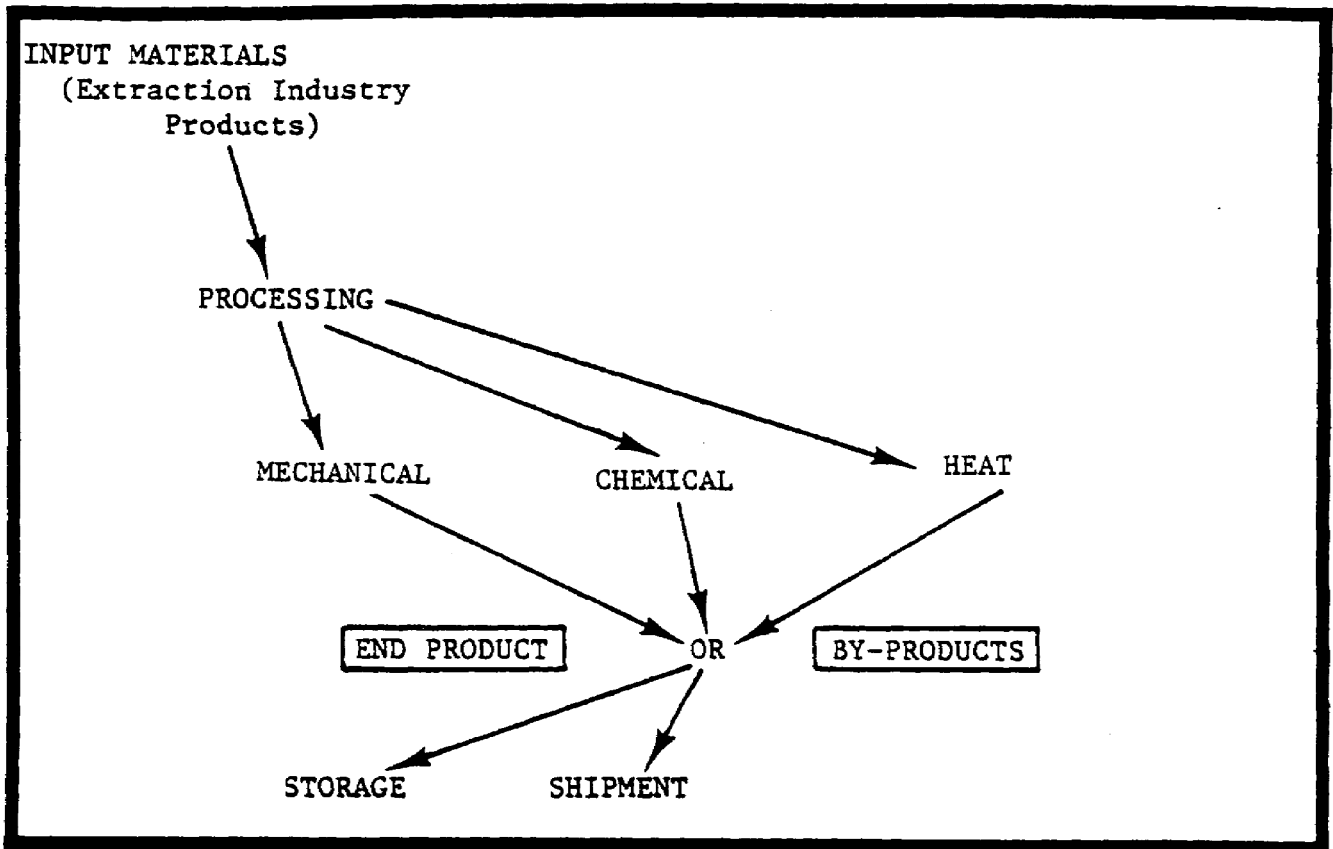 INPUT MATERIALS
(Extraction Industry
Products)
PROCESSING
MECHANICAL
CHEMICAL
HEAT
END PRODUCT
OR
BY-PRODUCTS
STORAGE
SHIPMENT